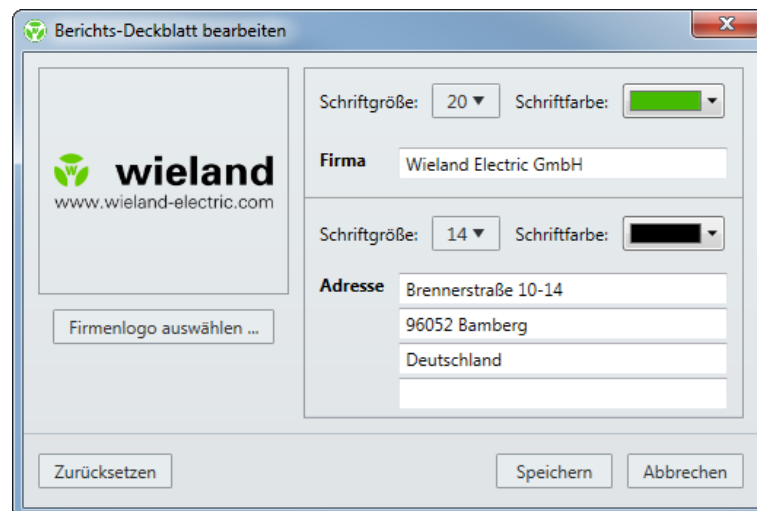 Berichts-Deckblatt bearbeiten
W wieland
www.wieland-electric.com
Firmenlogo auswählen ...
Schriftgröße: 20 Schriftfarbe:
Firma Wieland Electric GmbH
Schriftgröße: 14 Schriftfarbe:
Adresse Brennerstraße 10-14
96052 Bamberg
Deutschland
Zurücksetzen Speichern Abbrechen